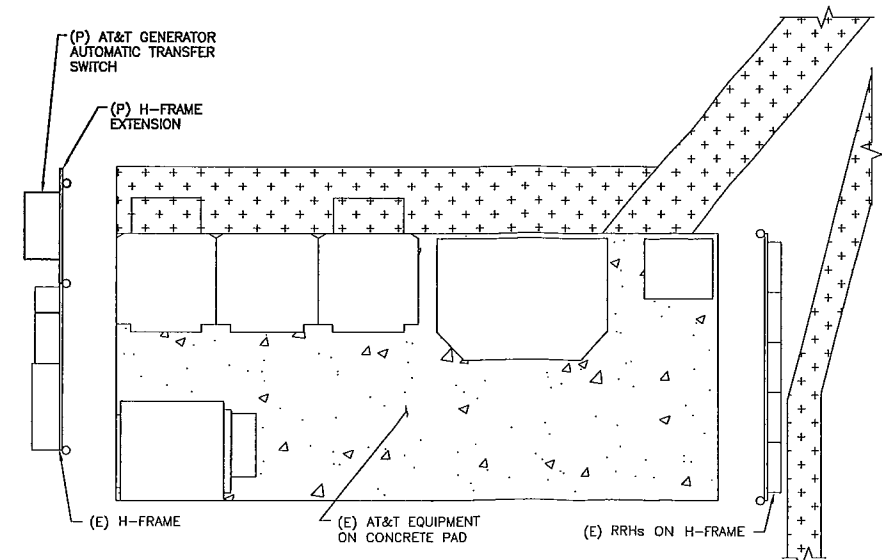 (P) AT&T GENERATOR
AUTOMATIC TRANSFER
SWITCH
(P) H-FRAME
EXTENSION
(E) H-FRAME
(E) AT&T EQUIPMENT
ON CONCRETE PAD
(E) RRHs ON H-FRAME